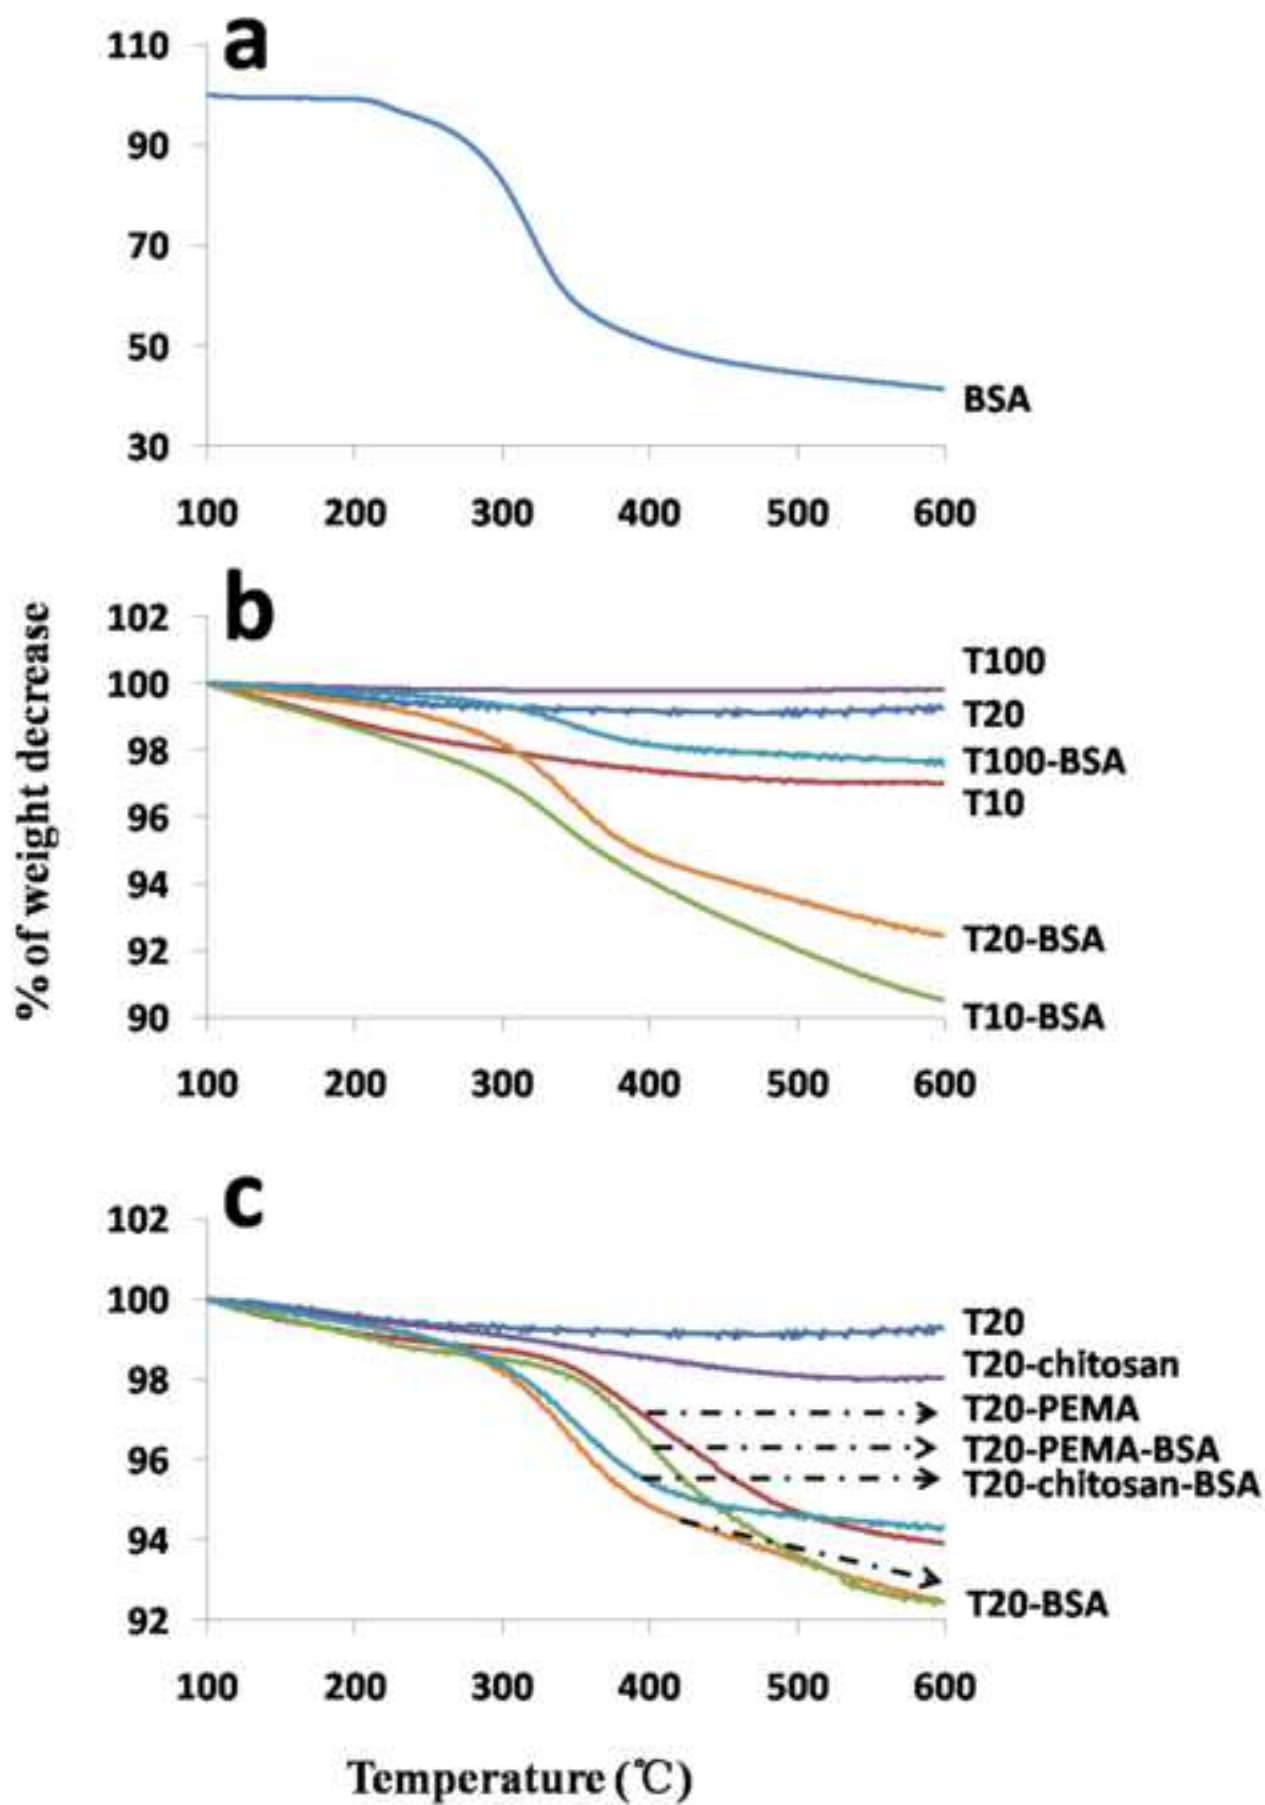 a
110
90
70
50
30
BSA
100 200 300 400 500 600
% of weight decrease
b
102
100
98
96
94
92
90
T100
T20
T100-BSA
T10
T20-BSA
T10-BSA
100 200 300 400 500 600
c
102
100
98
96
94
92
T20
T20-chitosan
T20-PEMA
T20-PEMA-BSA
T20-chitosan-BSA
T20-BSA
100 200 300 400 500 600
Temperature (℃)